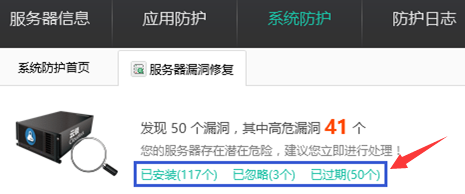 服务器信息 应用防护 系统防护 防护日志
系统防护首页 服务器漏洞修复
发现 50 个漏洞，其中高危漏洞 41 个
您的服务器存在潜在危险，建议您立即进行处理！
已安装(117个) 已忽略(3个) 已过期(50个)